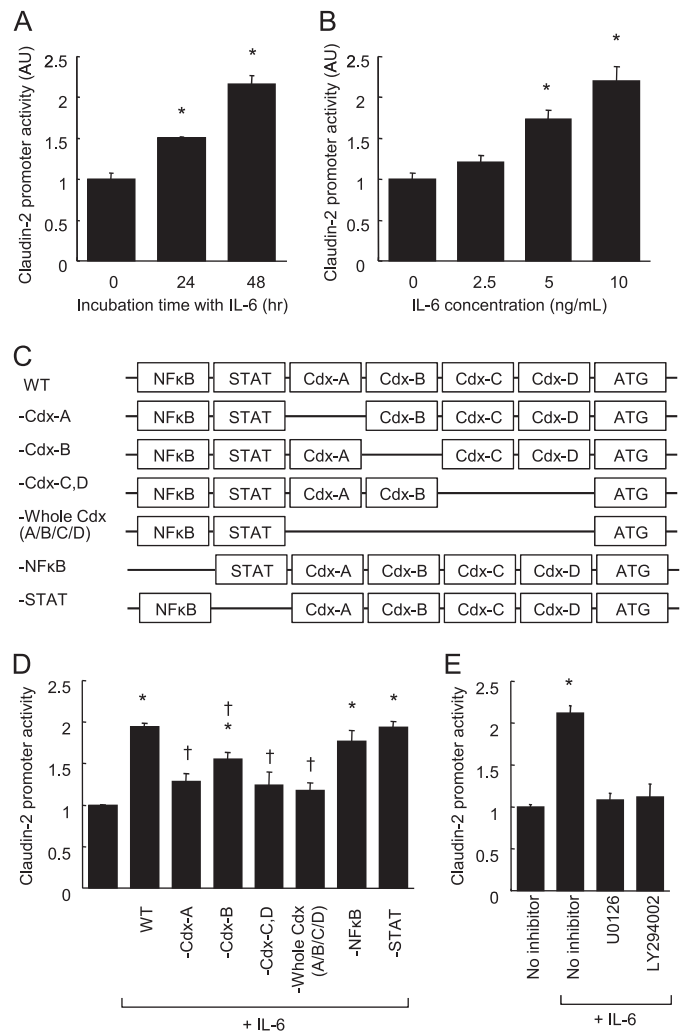 A
Claudin-2 promoter activity (AU)
2.5
2
1.5
1
0.5
0
*
*
0 24 48
Incubation time with IL-6 (hr)
B
Claudin-2 promoter activity (AU)
2.5
2
1.5
1
0.5
0
*
*
0 2.5 5 10
IL-6 concentration (ng/mL)
C
WT NFκB STAT Cdx-A Cdx-B Cdx-C Cdx-D ATG
-Cdx-A NFκB STAT Cdx-B Cdx-C Cdx-D ATG
-Cdx-B NFκB STAT Cdx-A Cdx-C Cdx-D ATG
-Cdx-C,D NFκB STAT Cdx-A Cdx-B ATG
-Whole Cdx
(A/B/C/D) NFκB STAT ATG
-NFκB STAT Cdx-A Cdx-B Cdx-C Cdx-D ATG
-STAT NFκB Cdx-A Cdx-B Cdx-C Cdx-D ATG
D
Claudin-2 promoter activity
2.5
2
1.5
1
0.5
0
*
†
†
*
†
†
*
*
WT
-Cdx-A
-Cdx-B
-Cdx-C,D
-Whole Cdx
(A/B/C/D)
-NFκB
-STAT
+ IL-6
E
Claudin-2 promoter activity
2.5
2
1.5
1
0.5
0
*
No inhibitor
No inhibitor
U0126
LY294002
+ IL-6